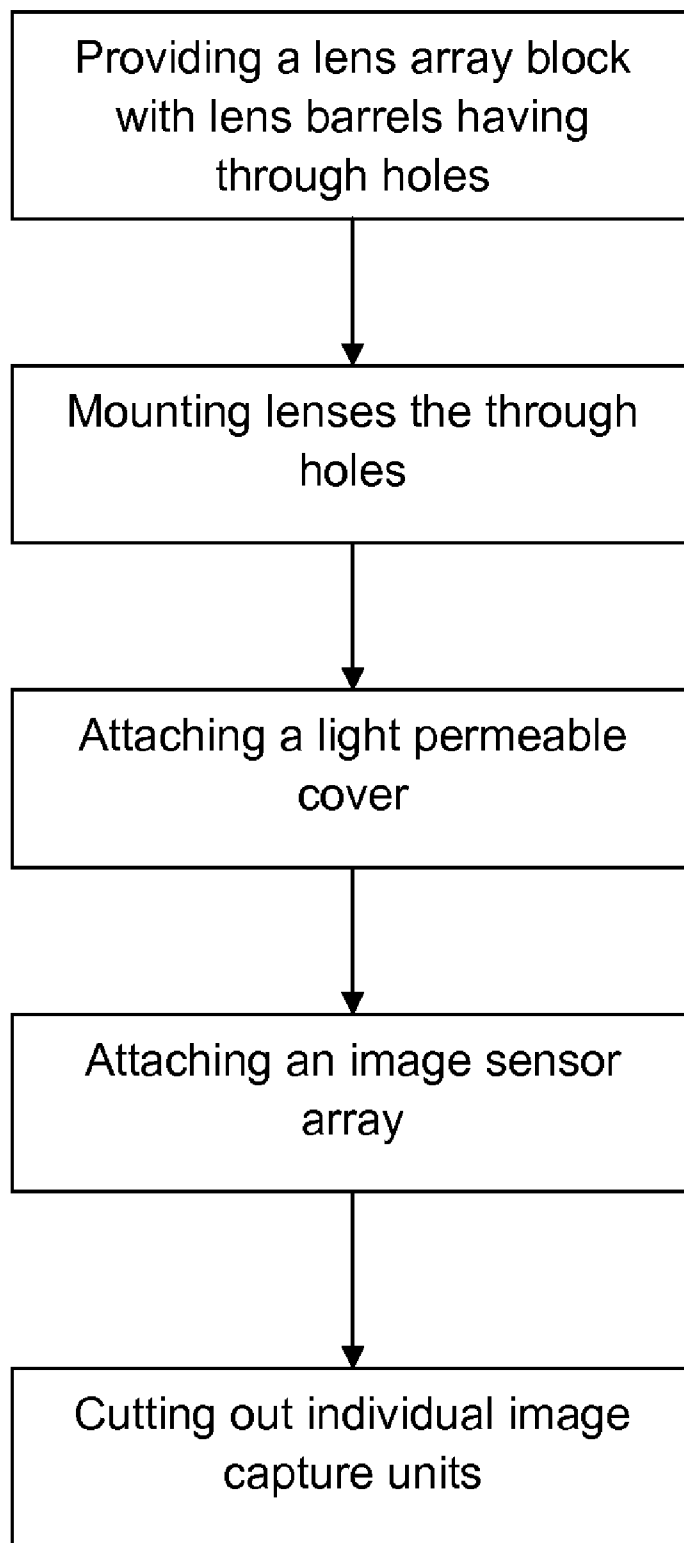 Providing a lens array block
with lens barrels having
through holes
Mounting lenses the through
holes
Attaching a light permeable
cover
Attaching an image sensor
array
Cutting out individual image
capture units